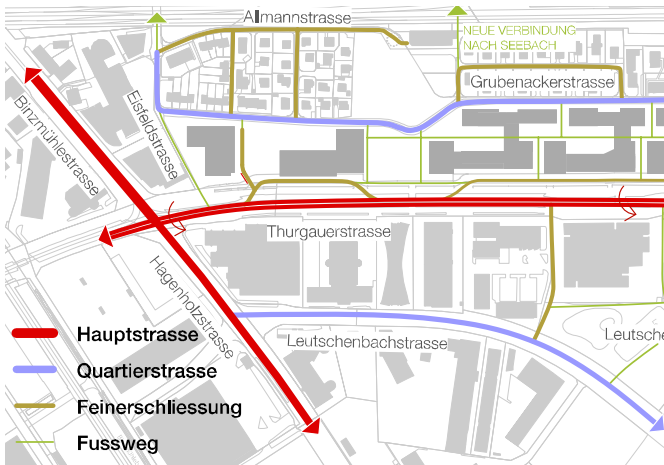 Allmannstrasse
NEUE VERBINDUNG
NACH SEEBACH
Grubenackerstrasse
Eisfeldstrasse
Binzmühlestrasse
Thurgauerstrasse
Hagenholzstrasse
Leutschenbachstrasse
Leutsche
Hauptstrasse
Quartierstrasse
Feinerschliessung
Fussweg